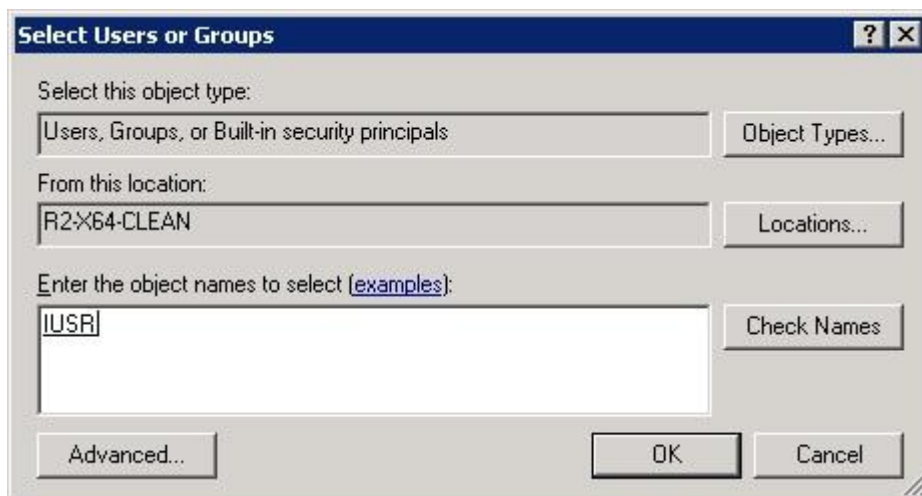 Select Users or Groups
Select this object type:
Users, Groups, or Built-in security principals
Object Types...
From this location:
R2-X64-CLEAN
Locations...
Enter the object names to select (examples):
IUSR
Check Names
Advanced...
OK
Cancel